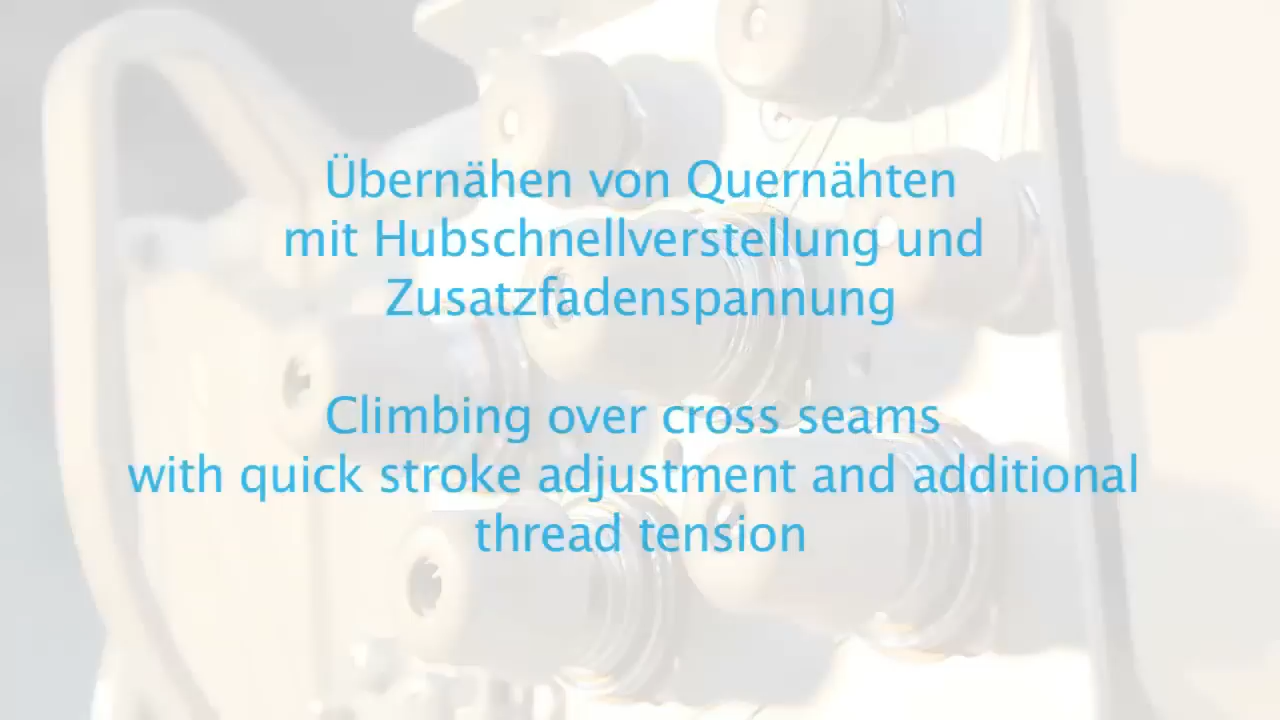 Übernähen von Quernähten
mit Hubschnellverstellung und
Zusatzfadenspannung
Climbing over cross seams
with quick stroke adjustment and additional
thread tension